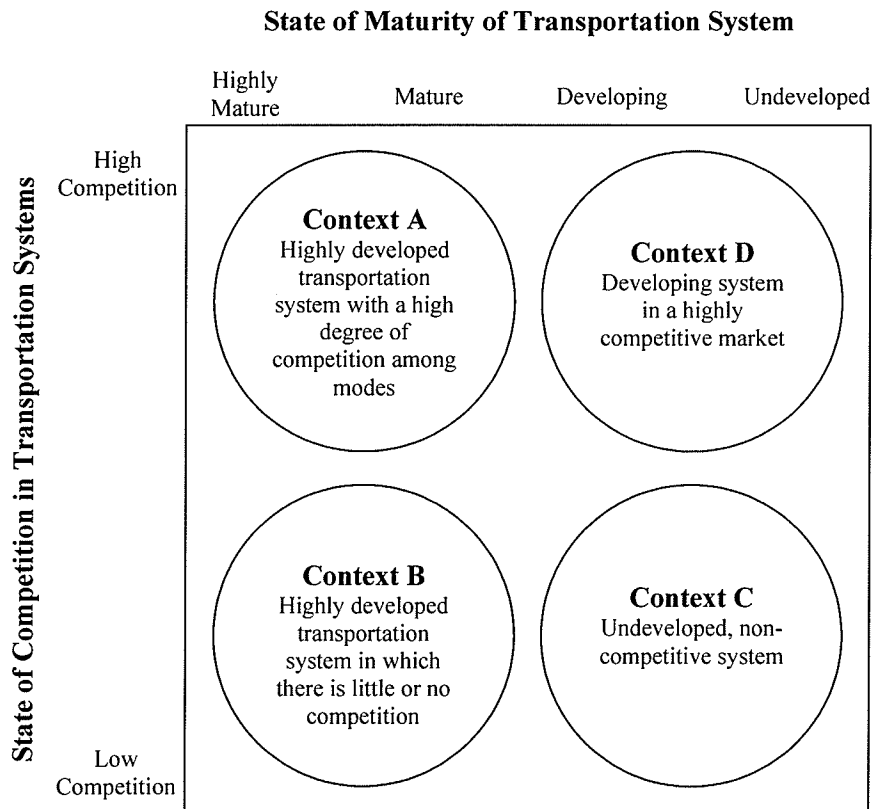 State of Maturity of Transportation System
Highly
Mature
Mature
Developing
Undeveloped
State of Competition in Transportation Systems
High
Competition
Context A
Highly developed
transportation
system with a high
degree of
competition among
modes
Context D
Developing system
in a highly
competitive market
Context B
Highly developed
transportation
system in which
there is little or no
competition
Context C
Undeveloped, non-
competitive system
Low
Competition